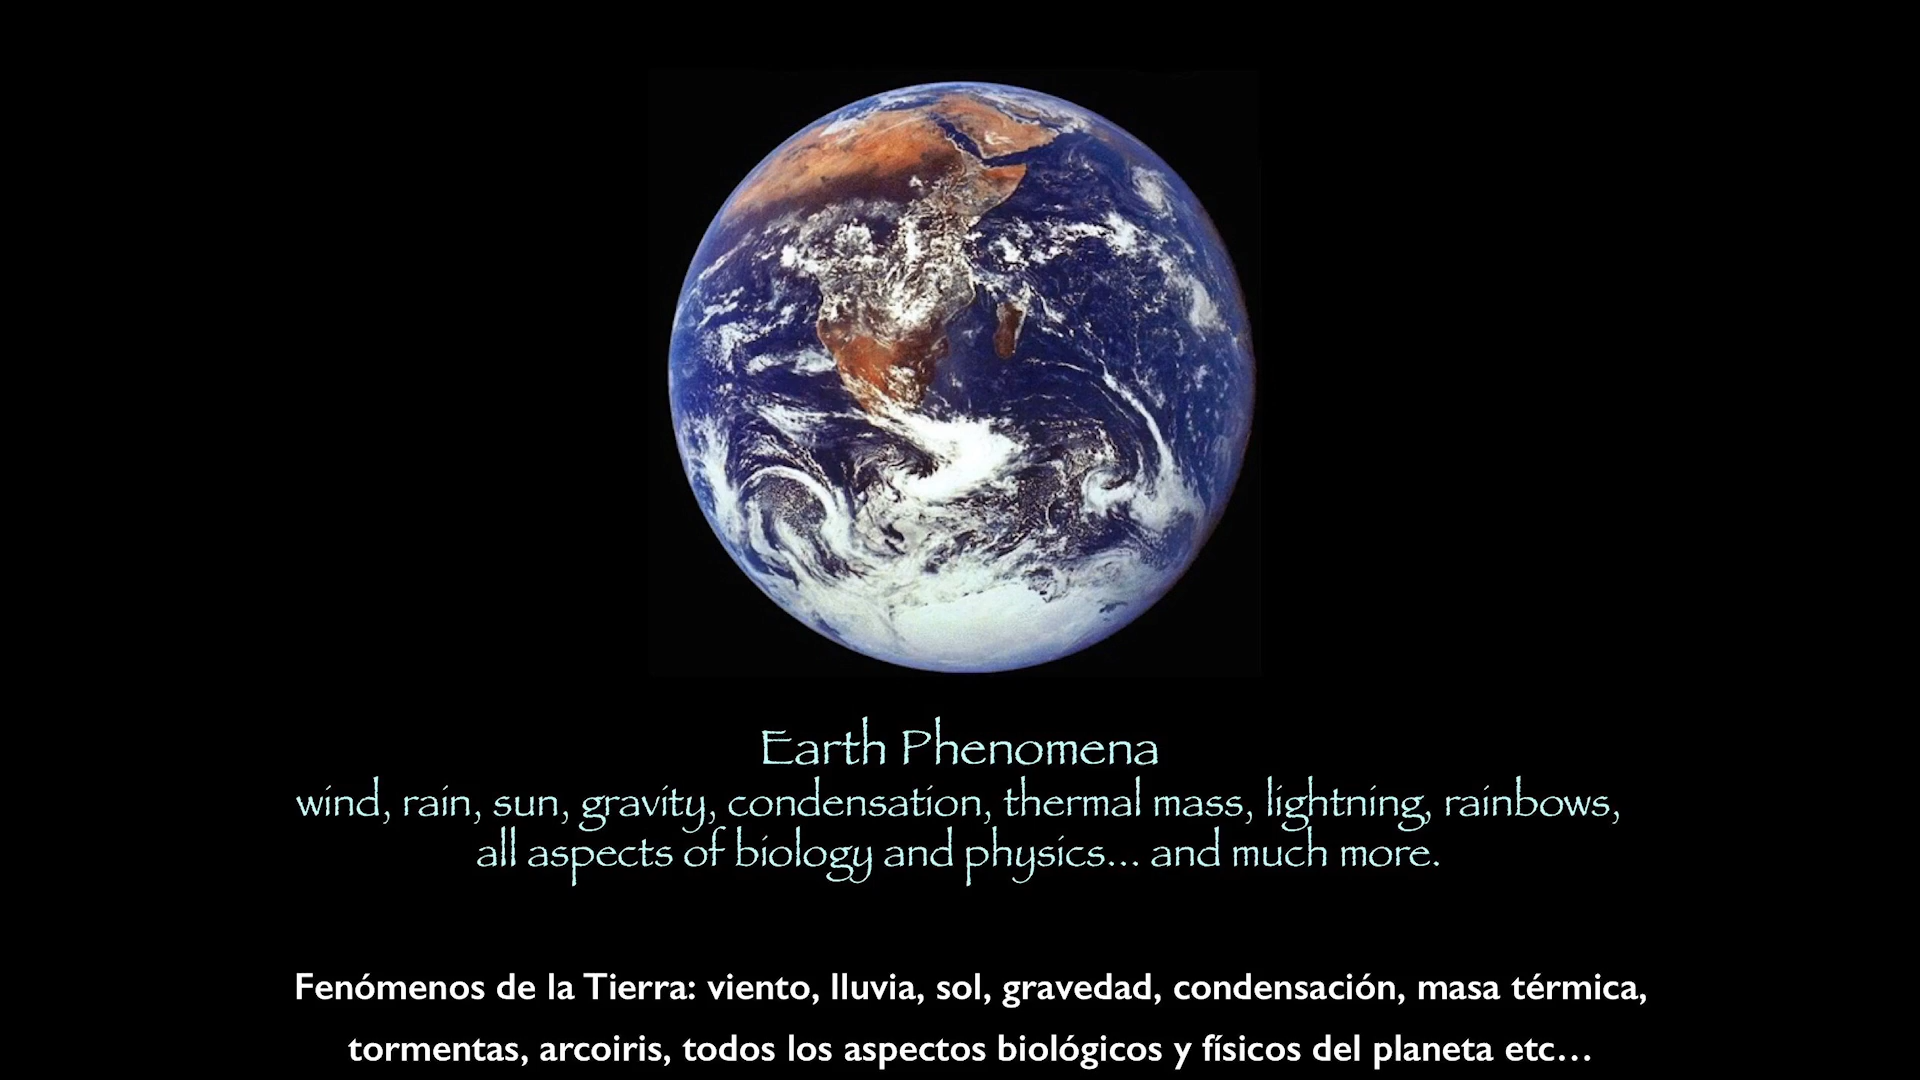 Earth Phenomena
wind, rain, sun, gravity, condensation, thermal mass, lightning, rainbows,
all aspects of biology and physics... and much more.
Fenómenos de la Tierra: viento, lluvia, sol, gravedad, condensación, masa térmica,
tormentas, arcoiris, todos los aspectos biológicos y físicos del planeta etc…